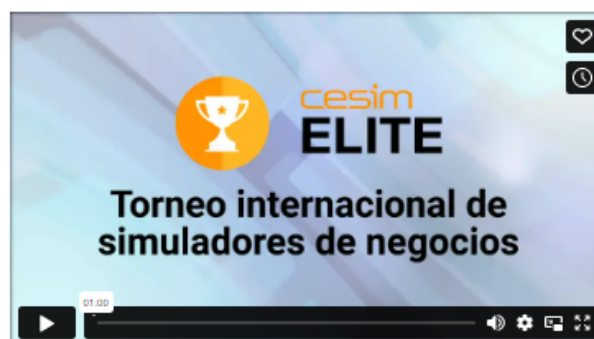 cesim
ELITE
Torneo internacional de
simuladores de negocios
01:00